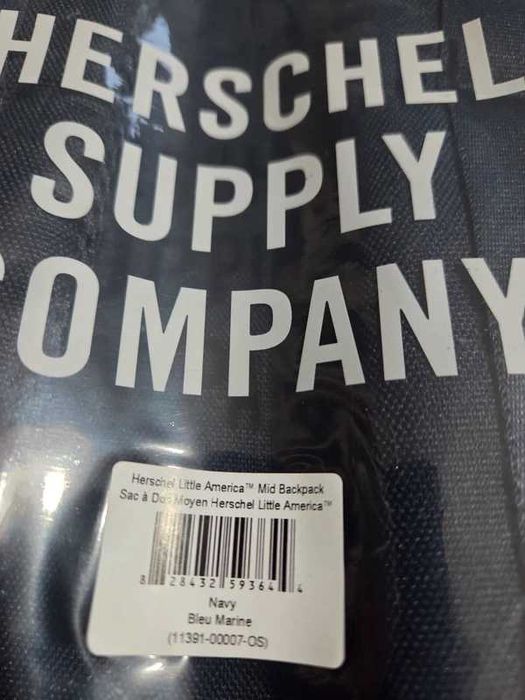 HERSCHEL
SUPPLY
COMPANY
Herschel Little America™ Mid Backpack
Sac à Dos Moyen Herschel Little America™
8 28432 59364 4
Navy
Bleu Marine
(11391-00007-OS)